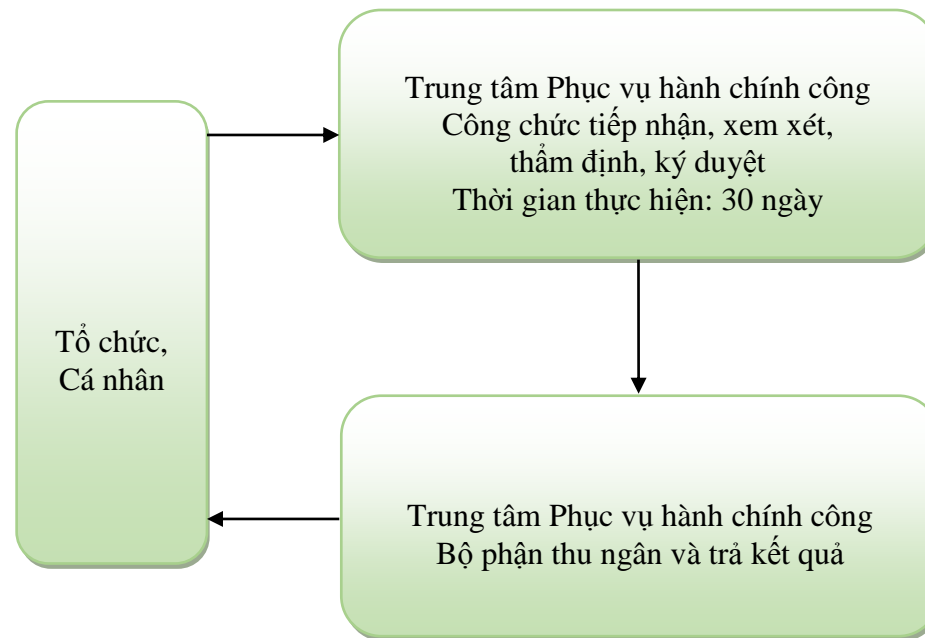 Trung tâm Phục vụ hành chính công
Công chức tiếp nhận, xem xét,
thẩm định, ký duyệt
Thời gian thực hiện: 30 ngày
Tổ chức,
Cá nhân
Trung tâm Phục vụ hành chính công
Bộ phận thu ngân và trả kết quả